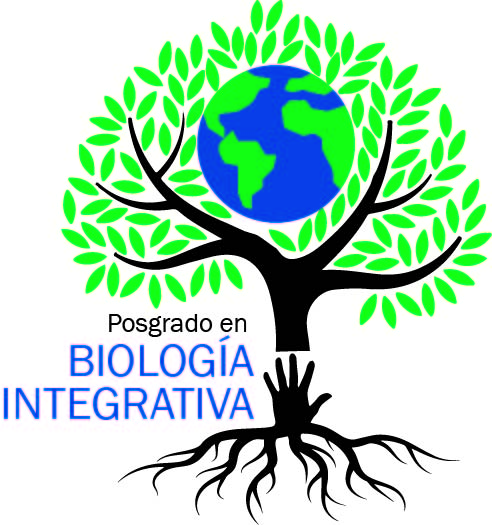 Posgrado en
BIOLOGÍA
INTEGRATIVA